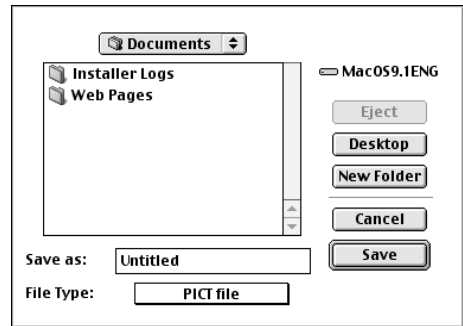 Documents
Installer Logs
Web Pages
MacOS9.1ENG
Eject
Desktop
New Folder
Cancel
Save
Save as:
Untitled
File Type:
PICT file